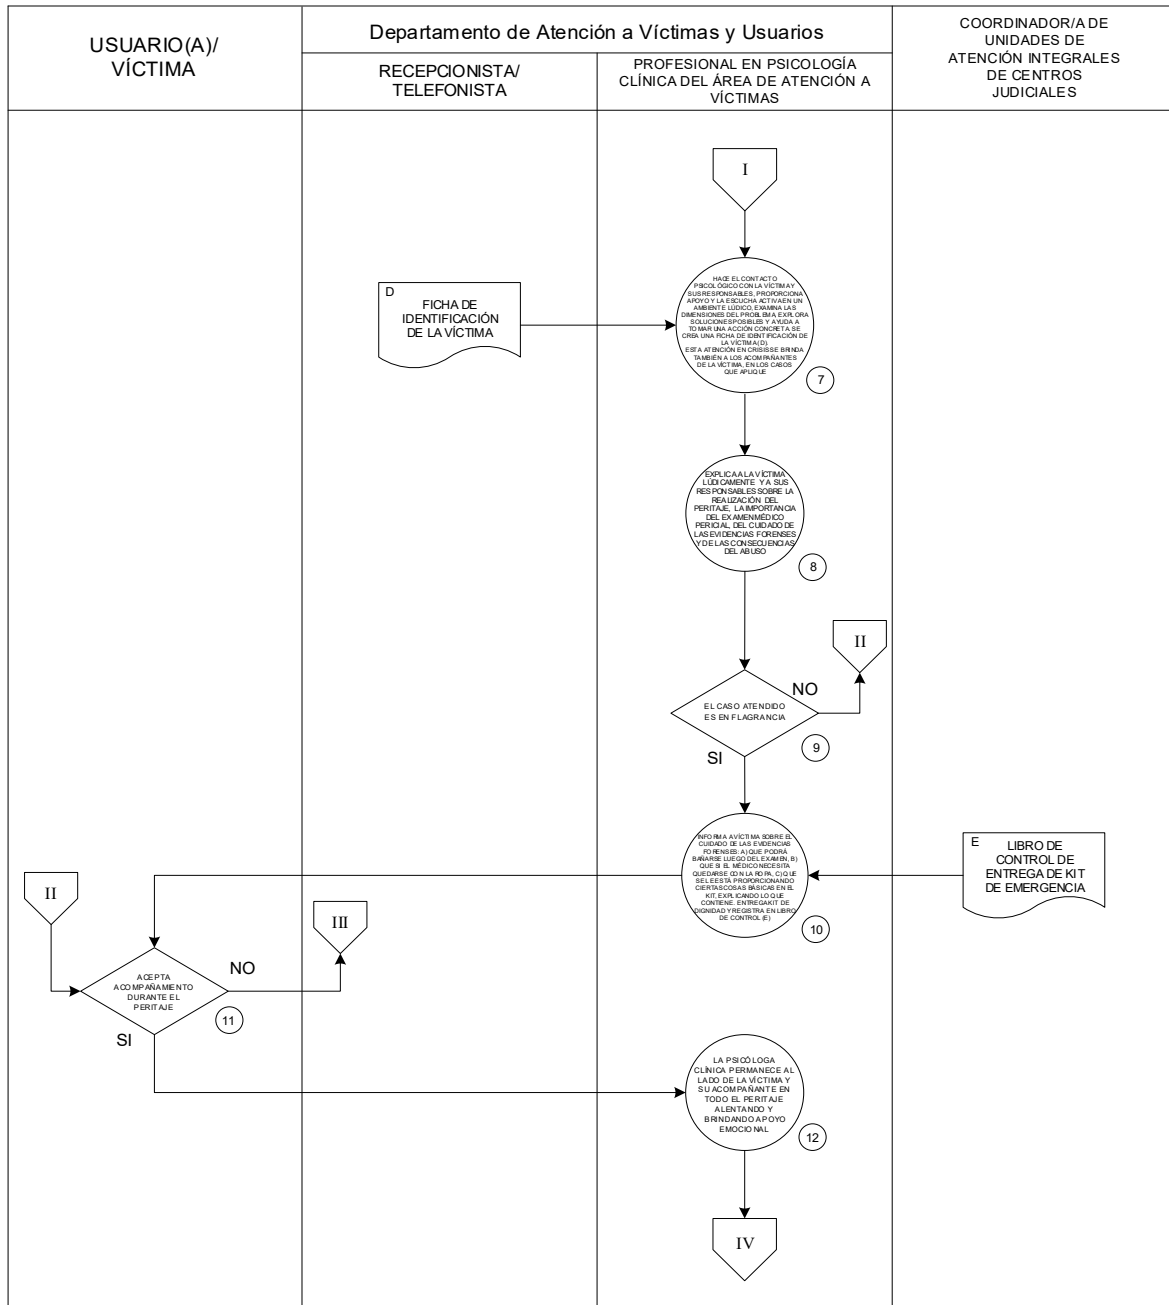 USUARIO(A)/
VÍCTIMA
Departamento de Atención a Víctimas y Usuarios
RECEPCIONISTA/
TELEFONISTA
PROFESIONAL EN PSICOLOGÍA
CLÍNICA DEL ÁREA DE ATENCIÓN A
VÍCTIMAS
COORDINADOR/A DE
UNIDADES DE
ATENCIÓN INTEGRALES
DE CENTROS
JUDICIALES
I
HACE EL CONTACTO
PSICOLÓGICO CON LA VÍCTIMA Y
SUS RESPONSABLES, PROPORCIONA
APOYO Y LA ESCUCHA ACTIVA EN UN
AMBIENTE LÚDICO, EXAMINA LAS
DIMENSIONES DEL PROBLEMA, EXPLORA
SOLUCIONES POSIBLES Y AYUDA A
TOMAR UNA ACCIÓN CONCRETA. SE
CREA UNA FICHA DE IDENTIFICACIÓN DE
LA VÍCTIMA (D).
ESTA ATENCIÓN EN CRISIS SE BRINDA
TAMBIÉN A LOS ACOMPAÑANTES
DE LA VÍCTIMA, EN LOS CASOS
QUE APLIQUE
7
D
FICHA DE
IDENTIFICACIÓN
DE LA VÍCTIMA
EXPLICA A LA VÍCTIMA
LÚDICAMENTE Y A SUS
RESPONSABLES SOBRE LA
REALIZACIÓN DEL
PERITAJE, LA IMPORTANCIA
DEL EXAMEN MÉDICO
PERICIAL, DEL CUIDADO DE
LAS EVIDENCIAS FORENSES
Y DE LAS CONSECUENCIAS
DEL ABUSO
8
II
EL CASO ATENDIDO
ES EN FLAGRANCIA
NO
SI
9
INFORMA A VÍCTIMA SOBRE EL
CUIDADO DE LAS EVIDENCIAS
FORENSES: A) QUE PODRÁ
BAÑARSE LUEGO DEL EXAMEN, B)
QUE SI EL MÉDICO NECESITA
QUEDARSE CON LA ROPA, C) QUE
SE LE ESTÁ PROPORCIONANDO
CIERTAS COSAS BÁSICAS EN EL
KIT, EXPLICANDO LO QUE
CONTIENE. ENTREGA KIT DE
DIGNIDAD Y REGISTRA EN LIBRO
DE CONTROL (E)
10
E
LIBRO DE
CONTROL DE
ENTREGA DE KIT
DE EMERGENCIA
II
III
ACEPTA
ACOMPAÑAMIENTO
DURANTE EL
PERITAJE
NO
SI
11
LA PSICÓLOGA
CLÍNICA PERMANECE AL
LADO DE LA VÍCTIMA Y
SU ACOMPAÑANTE EN
TODO EL PERITAJE
ALENTANDO Y
BRINDANDO APOYO
EMOCIONAL
12
IV